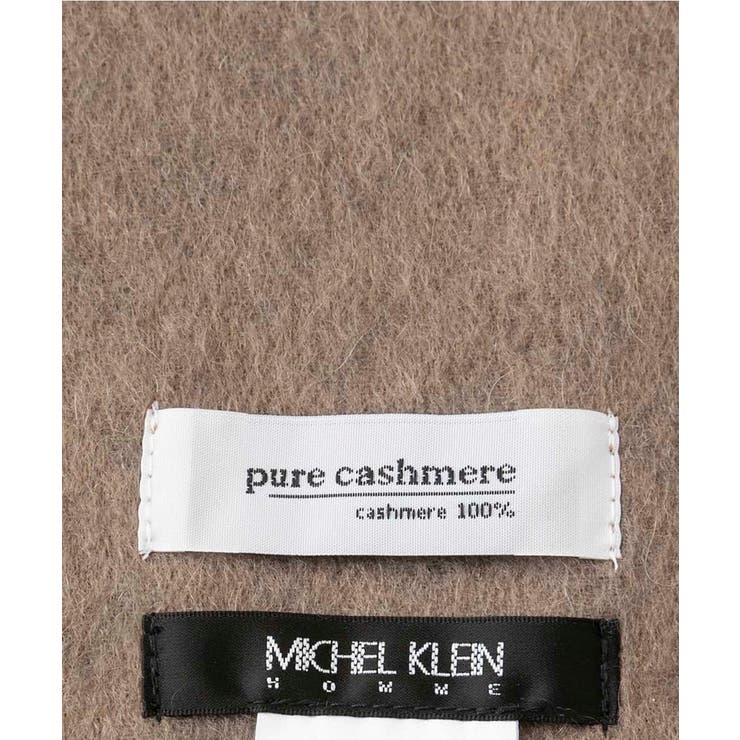 pure cashmere
cashmere 100%
MICHEL KLEIN
HOMME